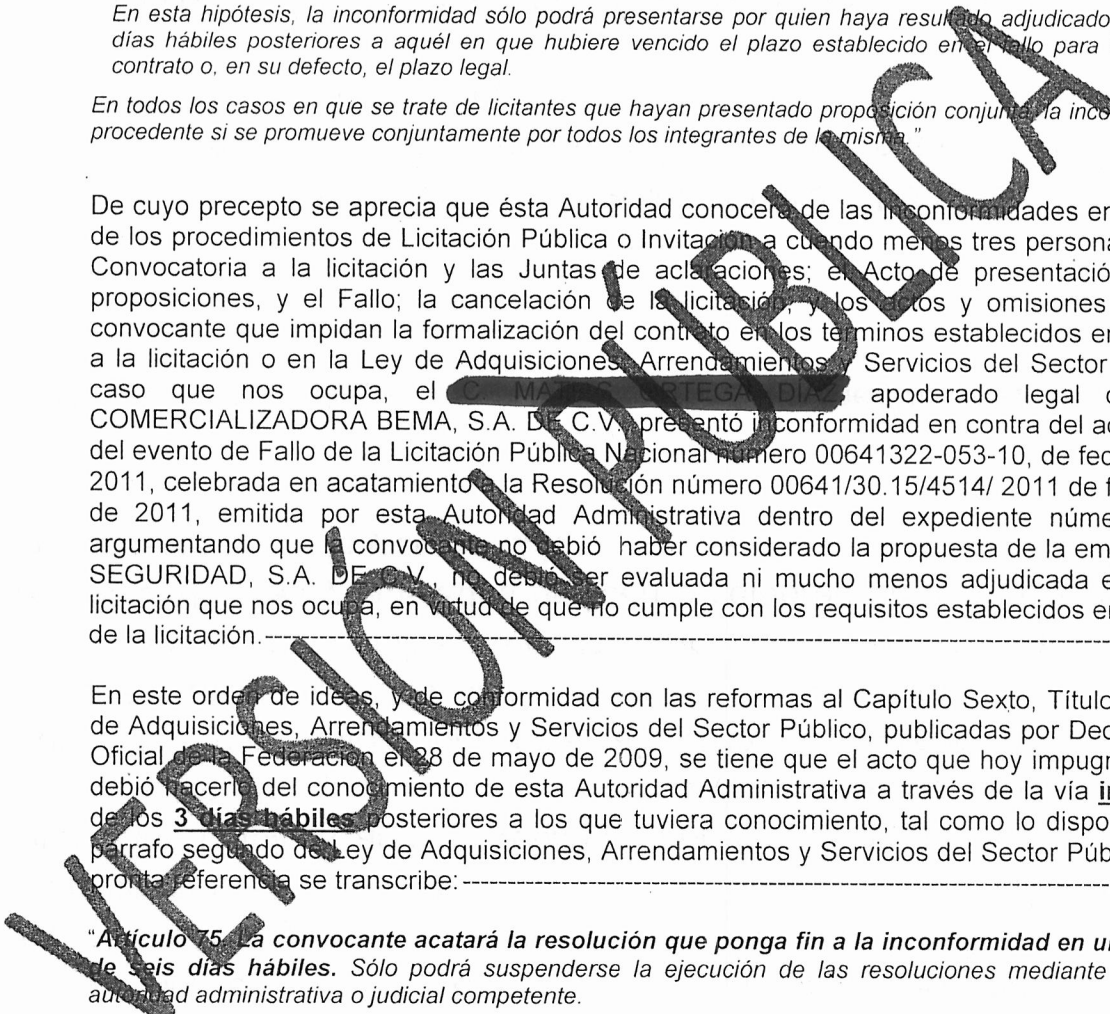 En esta hipótesis, la inconformidad sólo podrá presentarse por quien haya resultado adjudicado
días hábiles posteriores a aquél en que hubiere vencido el plazo establecido en el fallo para
contrato o, en su defecto, el plazo legal.
En todos los casos en que se trate de licitantes que hayan presentado proposición conjunta, la inco
procedente si se promueve conjuntamente por todos los integrantes de la misma."
De cuyo precepto se aprecia que ésta Autoridad conocerá de las inconformidades en
de los procedimientos de Licitación Pública o Invitación a cuando menos tres persona
Convocatoria a la licitación y las Juntas de aclaraciones; el Acto de presentació
proposiciones, y el Fallo; la cancelación de la licitación, y los actos y omisiones
convocante que impidan la formalización del contrato en los términos establecidos en
a la licitación o en la Ley de Adquisiciones, Arrendamientos y Servicios del Sector
caso que nos ocupa, el apoderado legal
COMERCIALIZADORA BEMA, S.A. DE C.V., presentó inconformidad en contra del ac
del evento de Fallo de la Licitación Pública Nacional número 00641322-053-10, de fec
2011, celebrada en acatamiento a la Resolución número 00641/30.15/4514/ 2011 de f
de 2011, emitida por esta Autoridad Administrativa dentro del expediente núme
argumentando que la convocante no debió haber considerado la propuesta de la em
SEGURIDAD, S.A. DE C.V., no debió ser evaluada ni mucho menos adjudicada e
licitación que nos ocupa, en virtud de que no cumple con los requisitos establecidos en
de la licitación.------------------------------------------------------------------------
En este orden de ideas, y de conformidad con las reformas al Capítulo Sexto, Título
de Adquisiciones, Arrendamientos y Servicios del Sector Público, publicadas por Dec
Oficial de la Federación el 28 de mayo de 2009, se tiene que el acto que hoy impugn
debió hacerlo del conocimiento de esta Autoridad Administrativa a través de la vía in
de los 3 días hábiles posteriores a los que tuviera conocimiento, tal como lo dispo
párrafo segundo de Ley de Adquisiciones, Arrendamientos y Servicios del Sector Púb
pronta referencia se transcribe:--------------------------------------------------------
"Artículo 75. La convocante acatará la resolución que ponga fin a la inconformidad en un
de seis días hábiles. Sólo podrá suspenderse la ejecución de las resoluciones mediante
autoridad administrativa o judicial competente.
VERSIÓN PÚBLICA